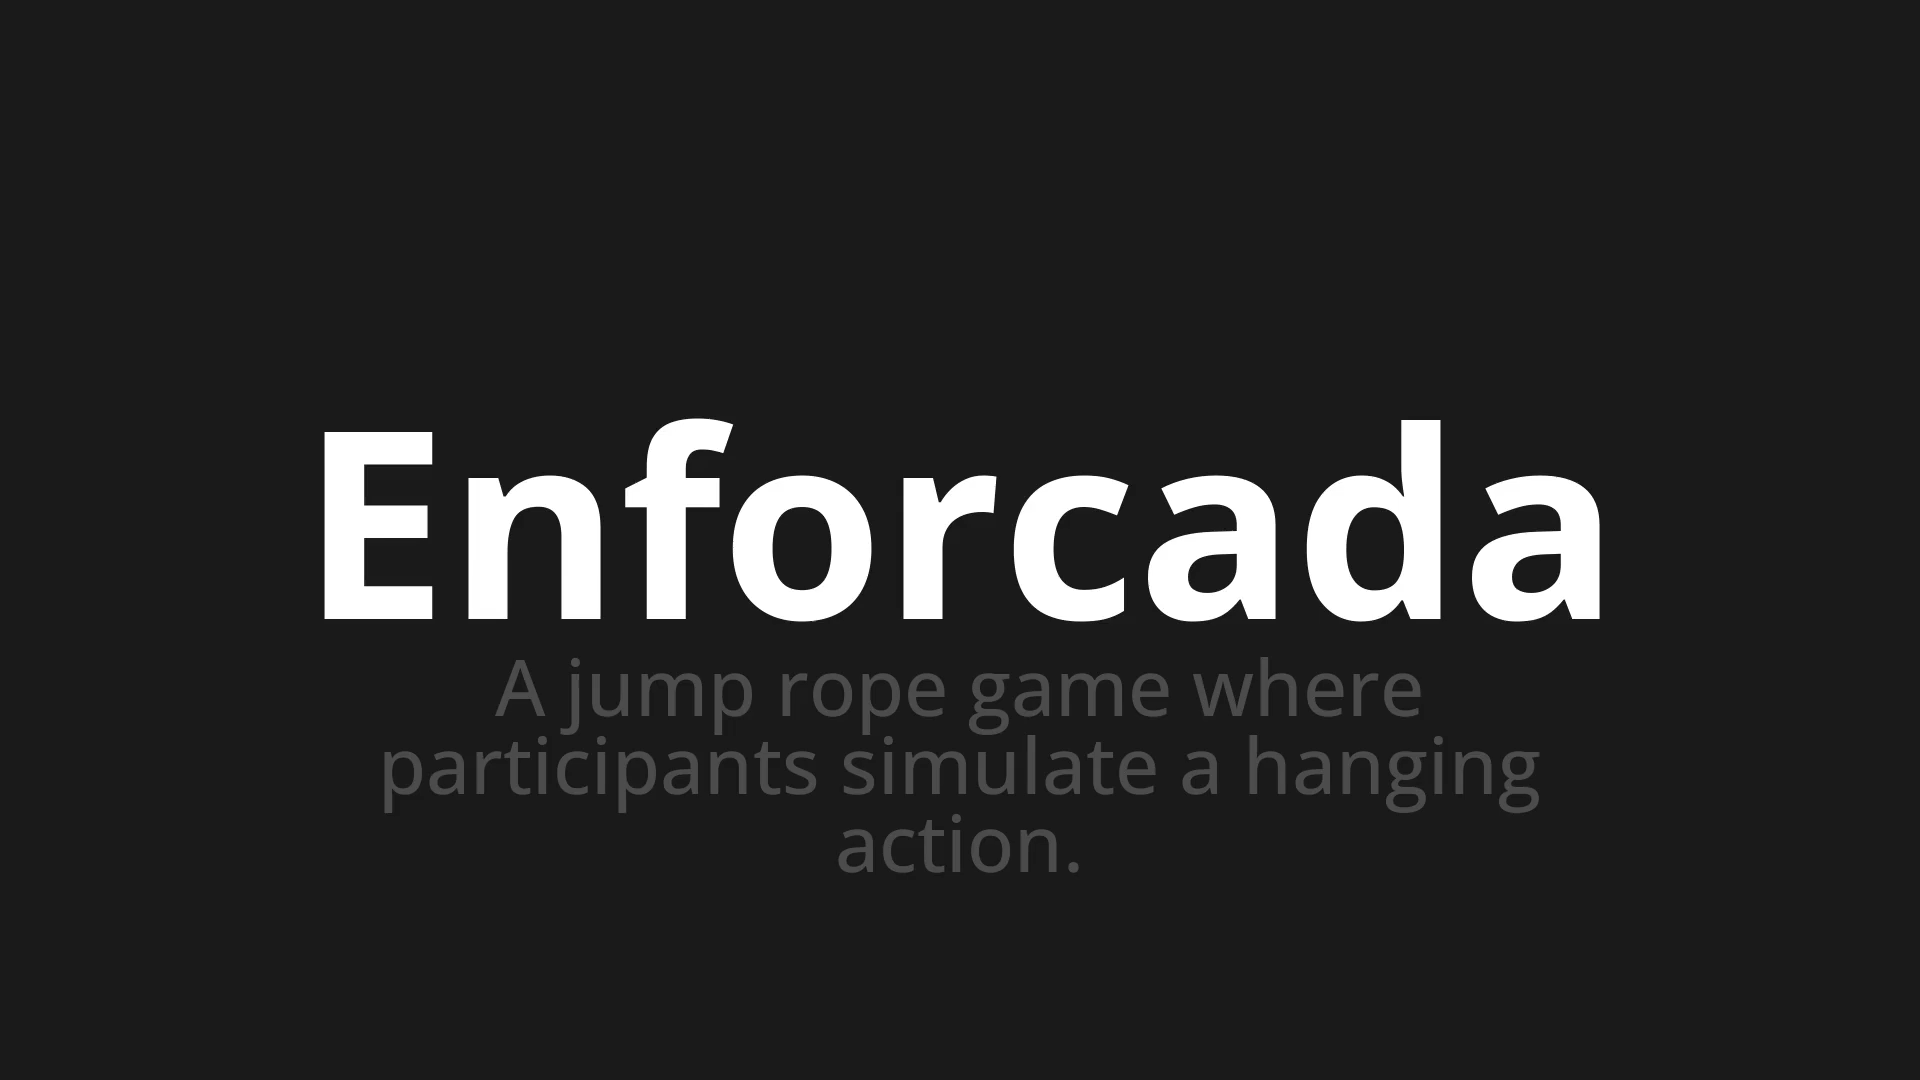 Enforcada
A jump rope game where
participants simulate a hanging
action.